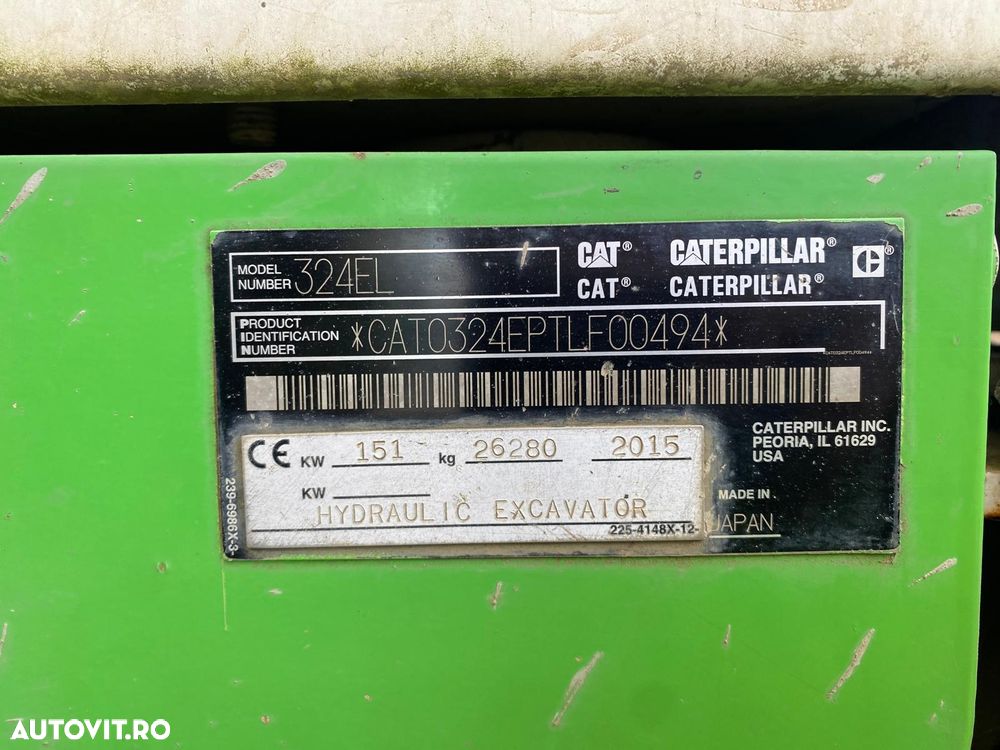 MODEL NUMBER 324EL
CAT® CATERPILLAR®
CAT® CATERPILLAR®
PRODUCT IDENTIFICATION NUMBER *CAT0324EPTLF00494*
*CAT0324EPTLF00494*
CATERPILLAR INC.
PEORIA, IL 61629
USA
CE KW 151 kg 26280 2015
KW
HYDRAULIC EXCAVATOR
225-4148X-12-
MADE IN
JAPAN
239-6986X-3-
AUTOVIT.RO